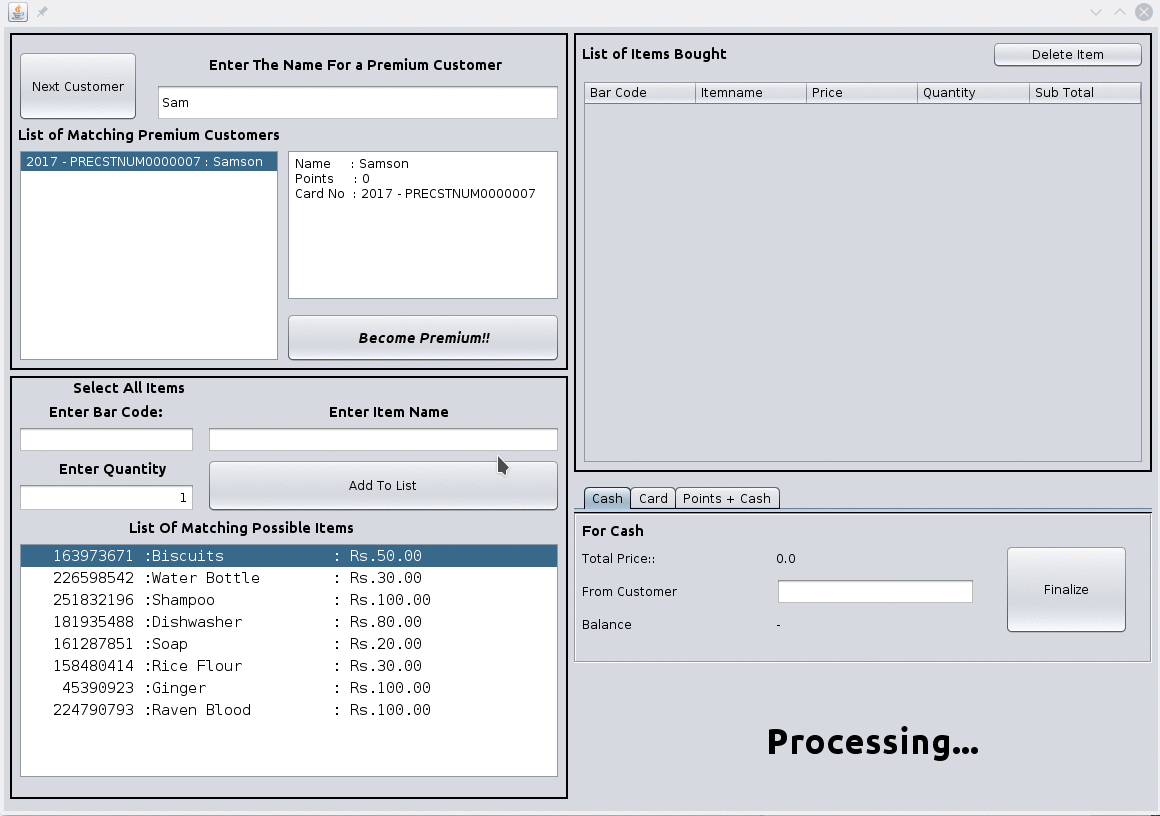 Enter The Name For a Premium Customer
Next Customer
Sam
List of Matching Premium Customers
2017 - PRECSTNUM0000007 : Samson
Name : Samson
Points : 0
Card No : 2017 - PRECSTNUM0000007
Become Premium!!
Select All Items
Enter Bar Code:
Enter Item Name
Enter Quantity
1
Add To List
List Of Matching Possible Items
163973671 :Biscuits : Rs.50.00
226598542 :Water Bottle : Rs.30.00
251832196 :Shampoo : Rs.100.00
181935488 :Dishwasher : Rs.80.00
161287851 :Soap : Rs.20.00
158480414 :Rice Flour : Rs.30.00
45390923 :Ginger : Rs.100.00
224790793 :Raven Blood : Rs.100.00
List of Items Bought
Delete Item
Bar Code Itemname Price Quantity Sub Total
Cash Card Points + Cash
For Cash
Total Price:: 0.0
From Customer
Balance -
Finalize
Processing...